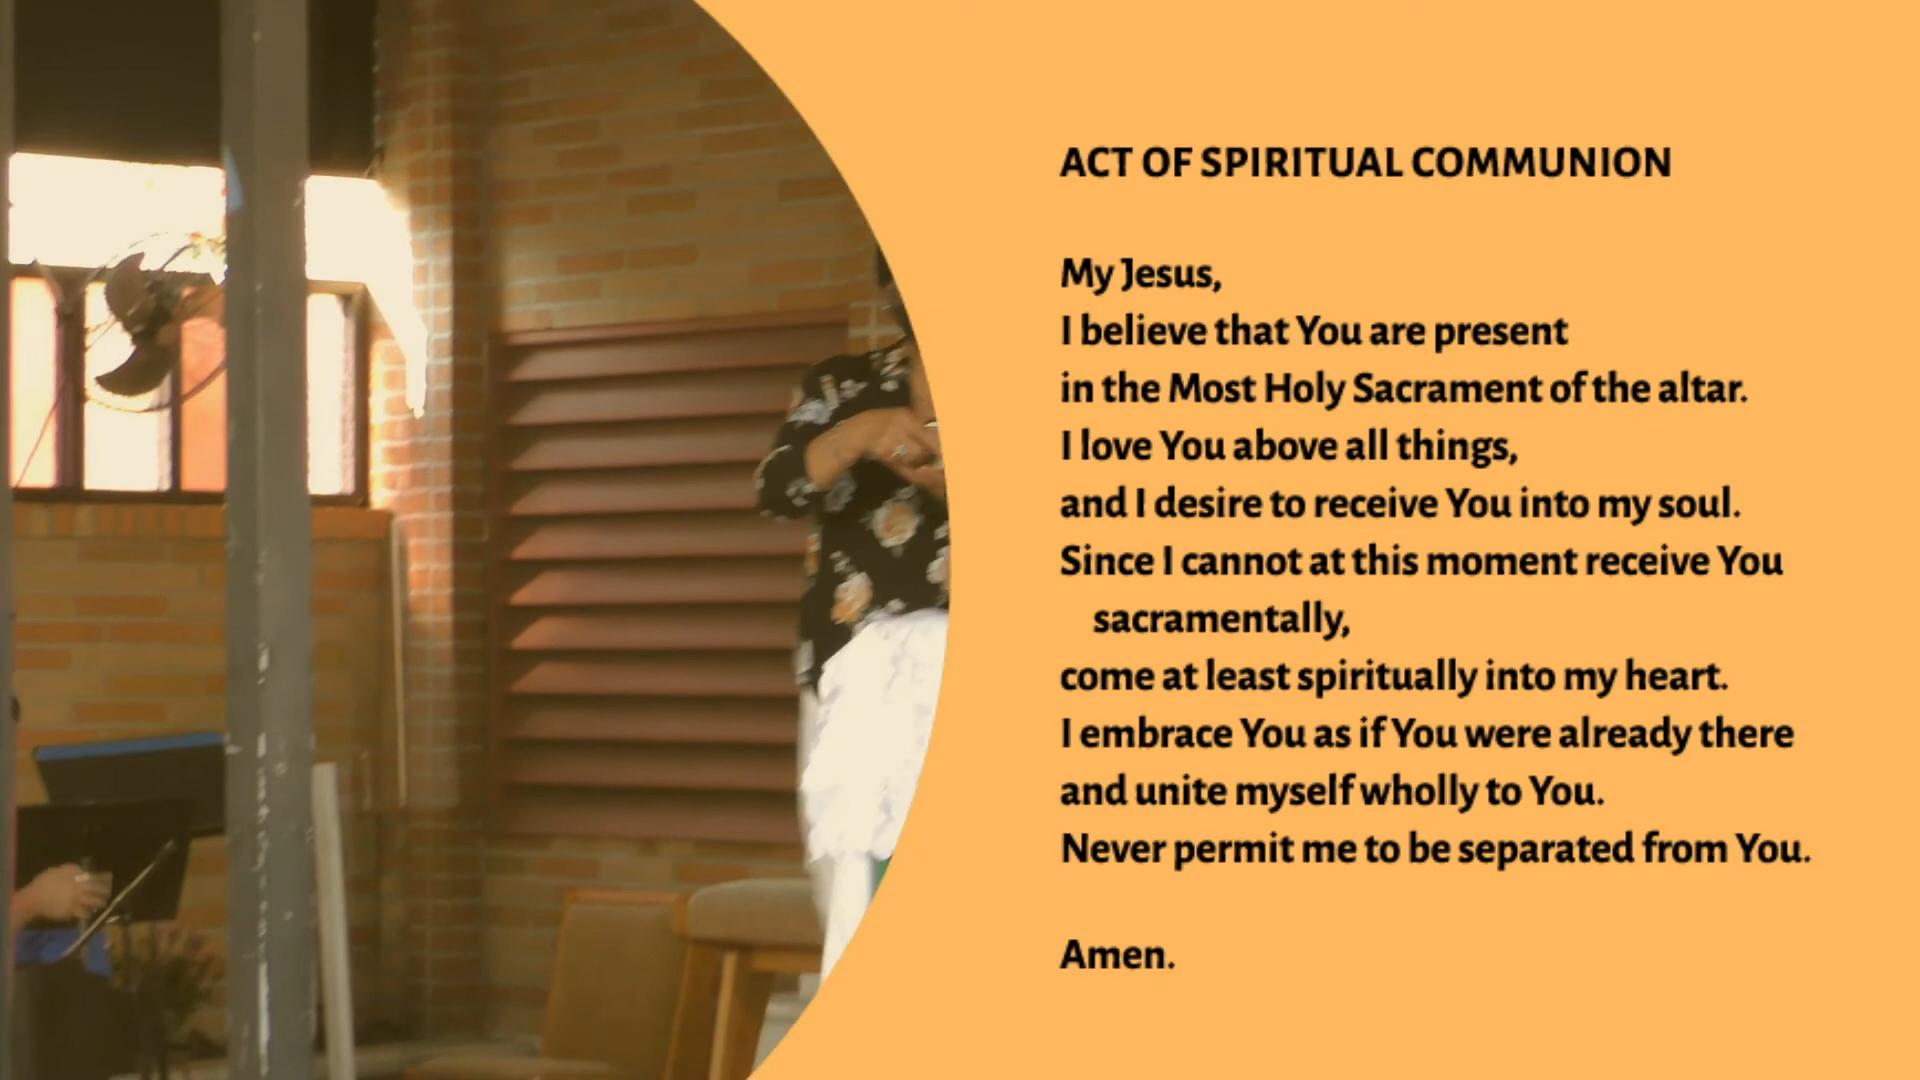 ACT OF SPIRITUAL COMMUNION
My Jesus,
I believe that You are present
in the Most Holy Sacrament of the altar.
I love You above all things,
and I desire to receive You into my soul.
Since I cannot at this moment receive You
sacramentally,
come at least spiritually into my heart.
I embrace You as if You were already there
and unite myself wholly to You.
Never permit me to be separated from You.
Amen.